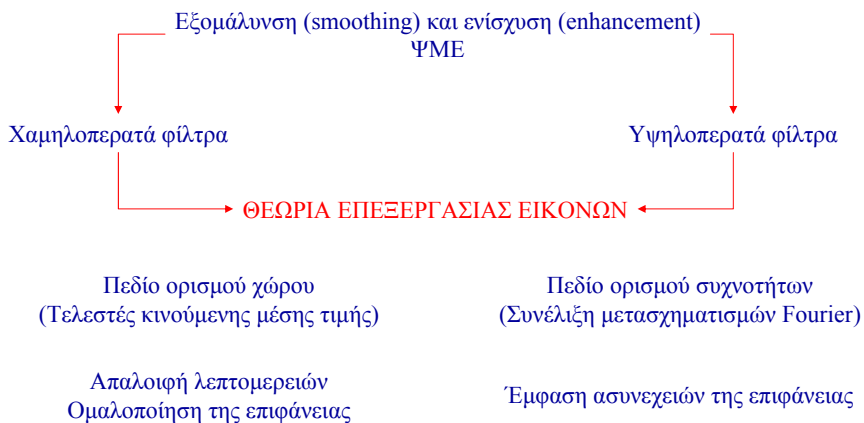 Εξομάλυνση (smoothing) και ενίσχυση (enhancement)
ΨΜΕ
Χαμηλοπερατά φίλτρα
Υψηλοπερατά φίλτρα
ΘΕΩΡΙΑ ΕΠΕΞΕΡΓΑΣΙΑΣ ΕΙΚΟΝΩΝ
Πεδίο ορισμού χώρου
(Τελεστές κινούμενης μέσης τιμής)
Πεδίο ορισμού συχνοτήτων
(Συνέλιξη μετασχηματισμών Fourier)
Απαλοιφή λεπτομερειών
Ομαλοποίηση της επιφάνειας
Έμφαση ασυνεχειών της επιφάνειας